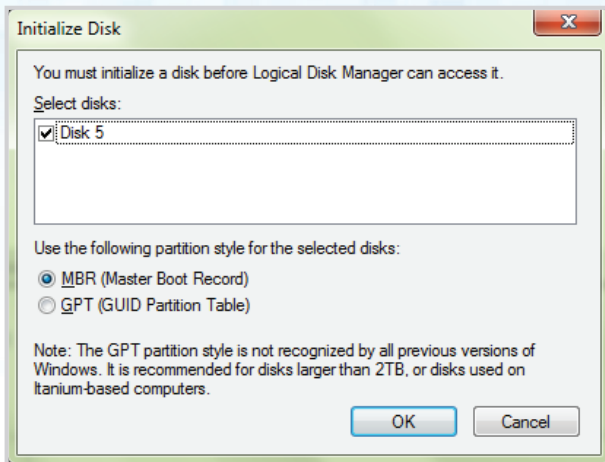 Initialize Disk
You must initialize a disk before Logical Disk Manager can access it.
Select disks:
Disk 5
Use the following partition style for the selected disks:
MBR (Master Boot Record)
GPT (GUID Partition Table)
Note: The GPT partition style is not recognized by all previous versions of
Windows. It is recommended for disks larger than 2TB, or disks used on
Itanium-based computers.
OK Cancel